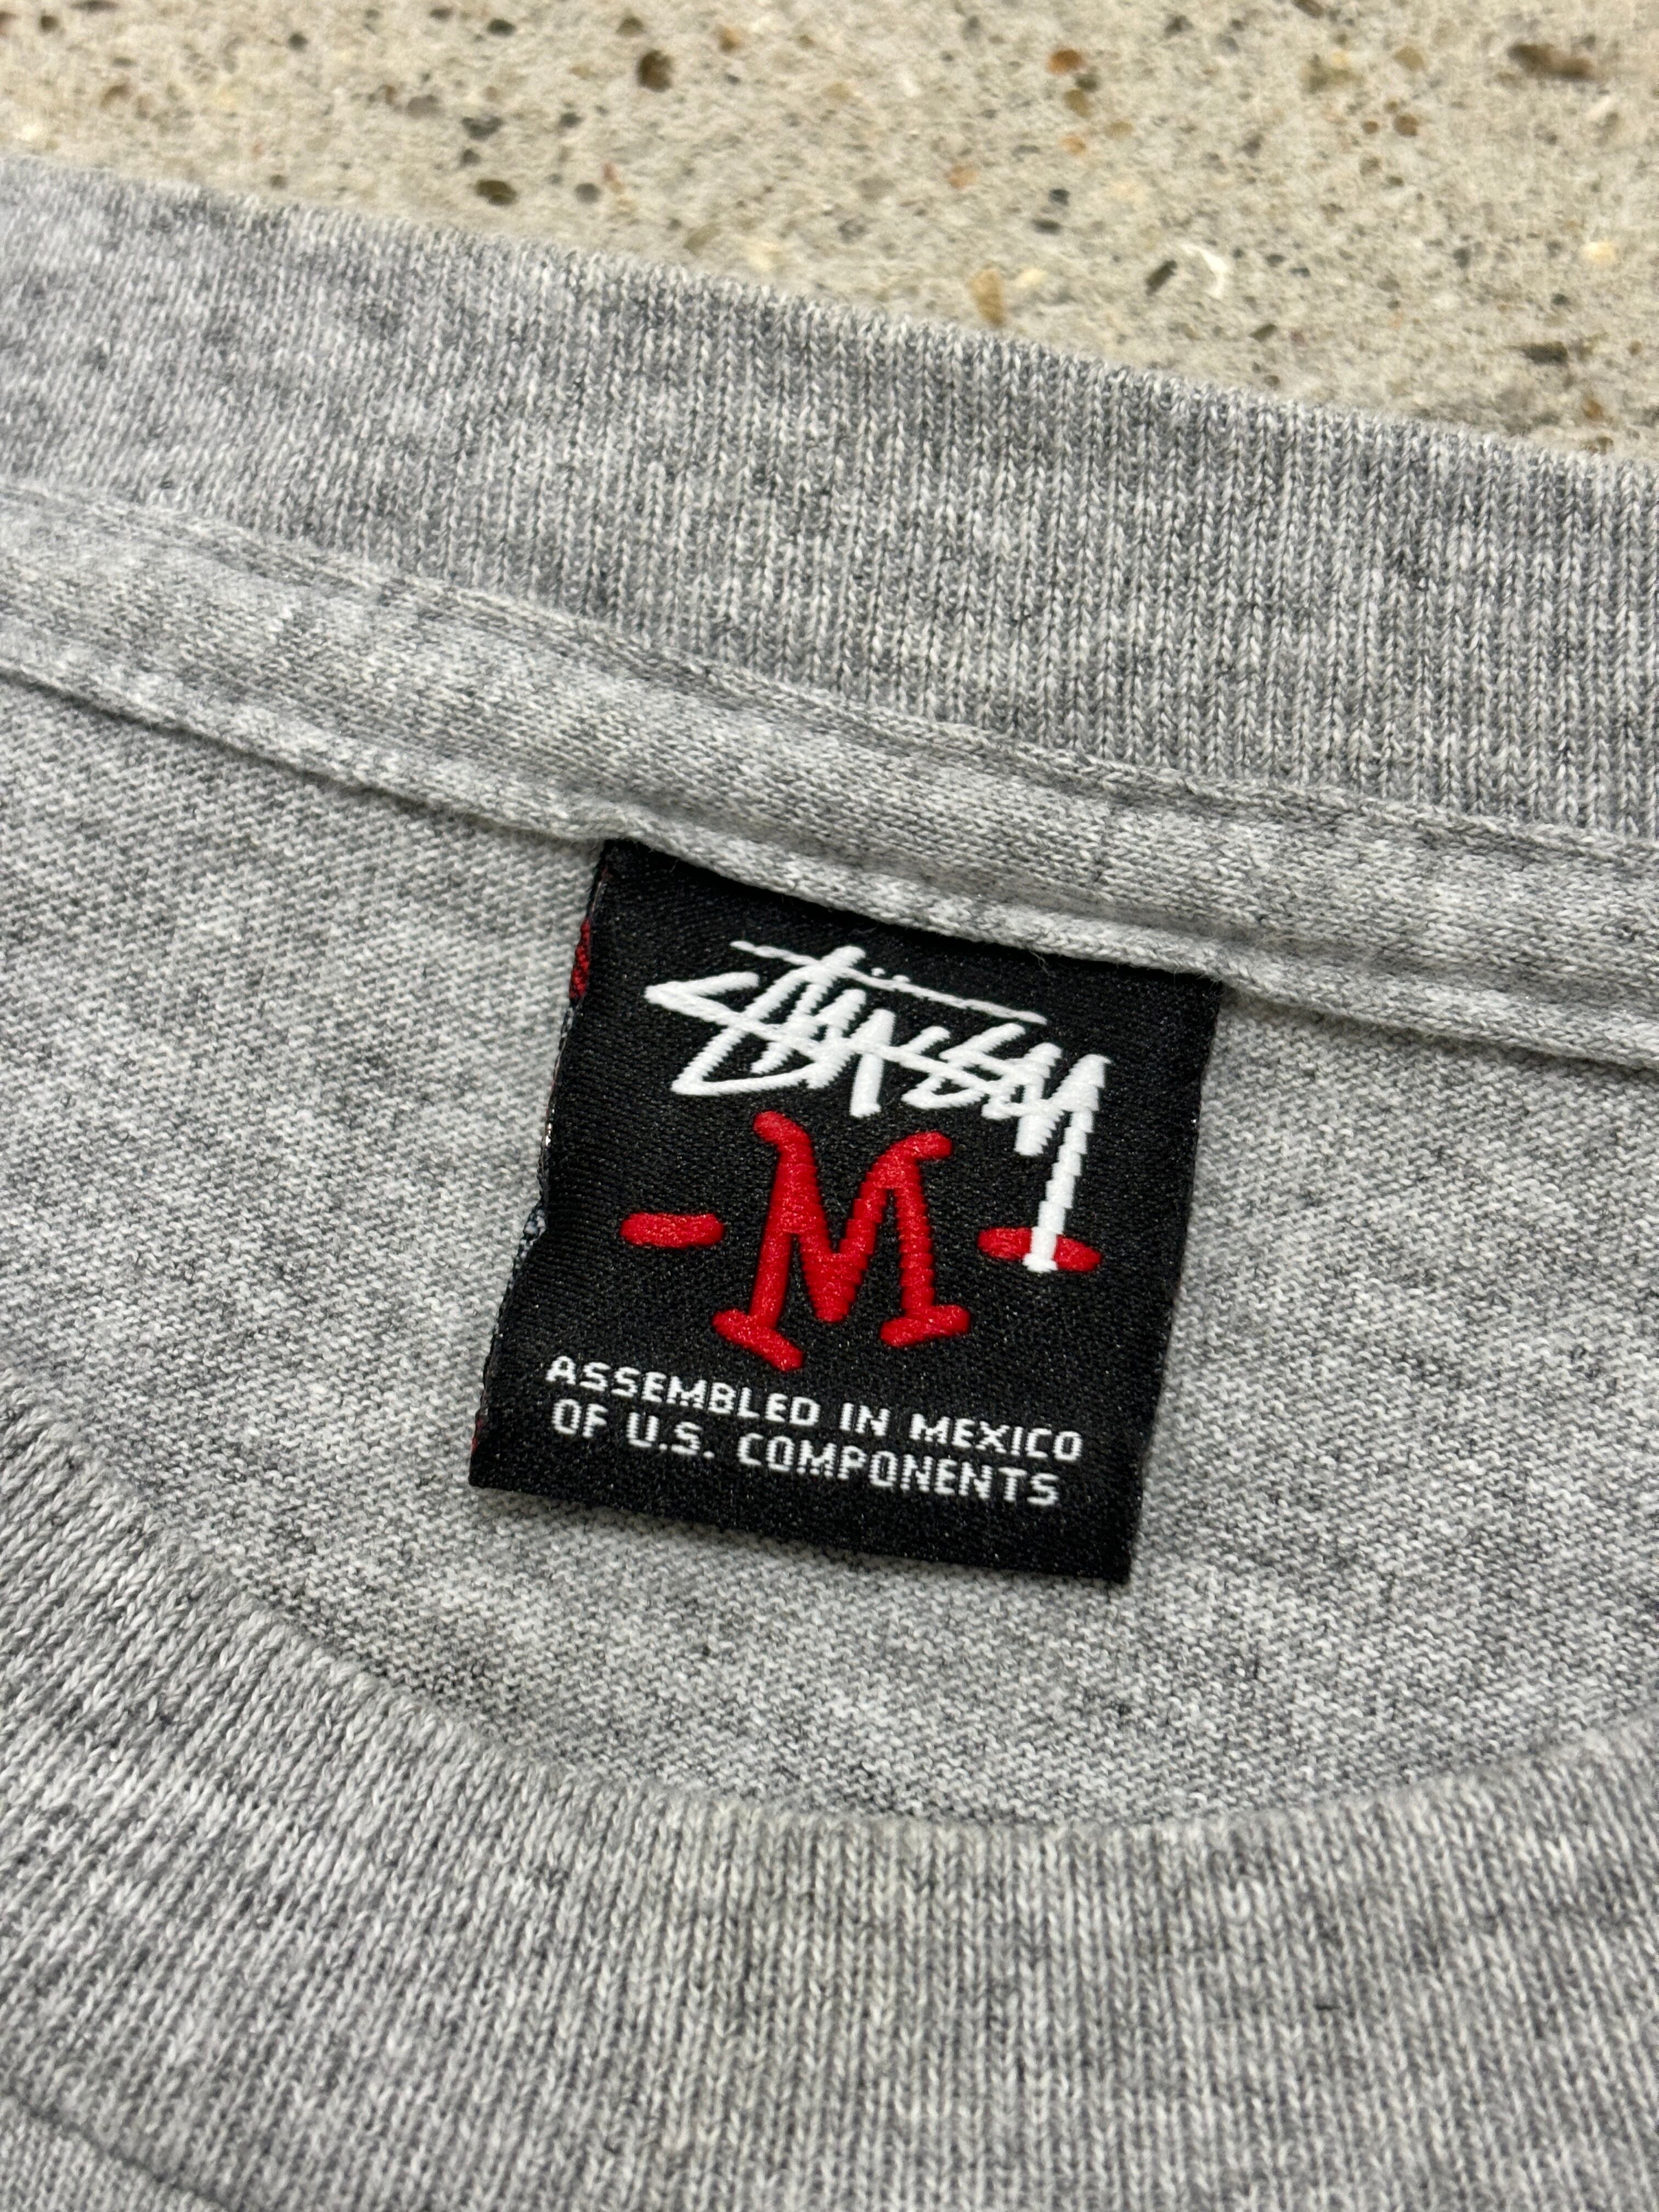 Stüssy
-M-
ASSEMBLED IN MEXICO
OF U.S. COMPONENTS